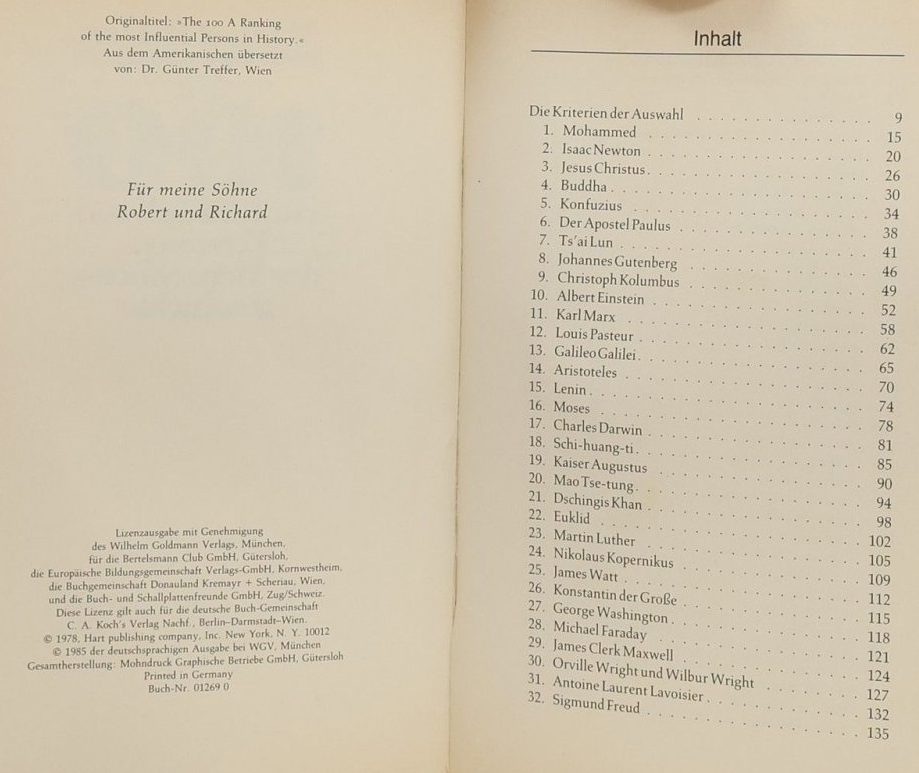 Originaltitel: »The 100 A Ranking
of the most Influential Persons in History.«
Aus dem Amerikanischen übersetzt
von: Dr. Günter Treffer, Wien
Für meine Söhne
Robert und Richard
Lizenzausgabe mit Genehmigung
des Wilhelm Goldmann Verlags, München,
für die Bertelsmann Club GmbH, Gütersloh,
die Europäische Bildungsgemeinschaft Verlags-GmbH, Kornwestheim,
die Buchgemeinschaft Donauland Kremayr + Scheriau, Wien,
und die Buch- und Schallplattenfreunde GmbH, Zug/Schweiz.
Diese Lizenz gilt auch für die deutsche Buch-Gemeinschaft
C. A. Koch's Verlag Nachf., Berlin–Darmstadt–Wien.
© 1978, Hart publishing company, Inc. New York, N. Y. 10012
© 1985 der deutschsprachigen Ausgabe bei WGV, München
Gesamtherstellung: Mohndruck Graphische Betriebe GmbH, Gütersloh
Printed in Germany
Buch-Nr. 01269 0
Inhalt
Die Kriterien der Auswahl . . . . . . . . . . . . 9
1. Mohammed . . . . . . . . . . . . 15
2. Isaac Newton . . . . . . . . . . . . 20
3. Jesus Christus . . . . . . . . . . . . 26
4. Buddha . . . . . . . . . . . . 30
5. Konfuzius . . . . . . . . . . . . 34
6. Der Apostel Paulus . . . . . . . . . . . . 38
7. Ts'ai Lun . . . . . . . . . . . . 41
8. Johannes Gutenberg . . . . . . . . . . . . 46
9. Christoph Kolumbus . . . . . . . . . . . . 49
10. Albert Einstein . . . . . . . . . . . . 52
11. Karl Marx . . . . . . . . . . . . 58
12. Louis Pasteur . . . . . . . . . . . . 62
13. Galileo Galilei . . . . . . . . . . . . 65
14. Aristoteles . . . . . . . . . . . . 70
15. Lenin . . . . . . . . . . . . 74
16. Moses . . . . . . . . . . . . 78
17. Charles Darwin . . . . . . . . . . . . 81
18. Schi-huang-ti . . . . . . . . . . . . 85
19. Kaiser Augustus . . . . . . . . . . . . 90
20. Mao Tse-tung . . . . . . . . . . . . 94
21. Dschingis Khan . . . . . . . . . . . . 98
22. Euklid . . . . . . . . . . . . 102
23. Martin Luther . . . . . . . . . . . . 105
24. Nikolaus Kopernikus . . . . . . . . . . . . 109
25. James Watt . . . . . . . . . . . . 112
26. Konstantin der Große . . . . . . . . . . . . 115
27. George Washington . . . . . . . . . . . . 118
28. Michael Faraday . . . . . . . . . . . . 121
29. James Clerk Maxwell . . . . . . . . . . . . 124
30. Orville Wright und Wilbur Wright . . . . . . . . 127
31. Antoine Laurent Lavoisier . . . . . . . . . . . . 132
32. Sigmund Freud . . . . . . . . . . . . 135